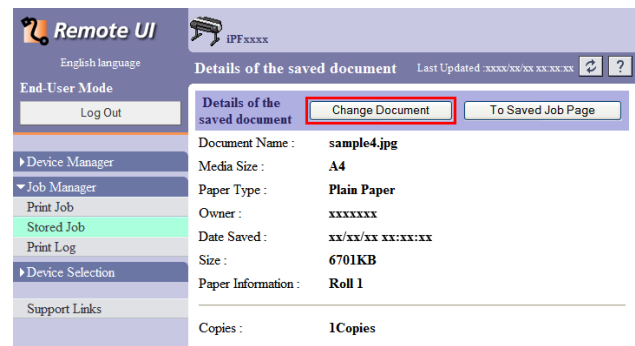 Remote UI
English language
End-User Mode
Log Out
Device Manager
Job Manager
Print Job
Stored Job
Print Log
Device Selection
Support Links
iPFxxxx
Details of the saved document Last Updated :xxxx/xx/xx xx:xx:xx ?
Details of the
saved document
Change Document To Saved Job Page
Document Name : sample4.jpg
Media Size : A4
Paper Type : Plain Paper
Owner : xxxxxxx
Date Saved : xx/xx/xx xx:xx:xx
Size : 6701KB
Paper Information : Roll 1
Copies : 1Copies